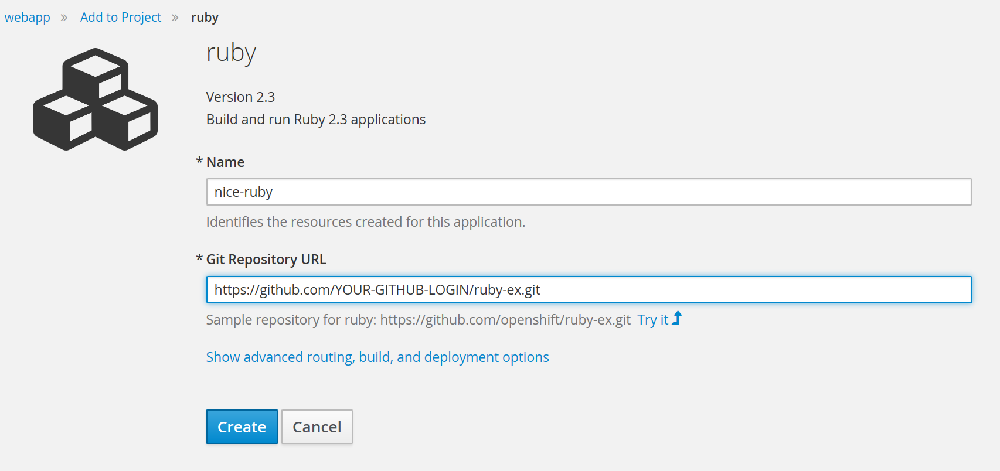 webapp » Add to Project » ruby
ruby
Version 2.3
Build and run Ruby 2.3 applications
* Name
nice-ruby
Identifies the resources created for this application.
* Git Repository URL
https://github.com/YOUR-GITHUB-LOGIN/ruby-ex.git
Sample repository for ruby: https://github.com/openshift/ruby-ex.git Try it
Show advanced routing, build, and deployment options
Create Cancel